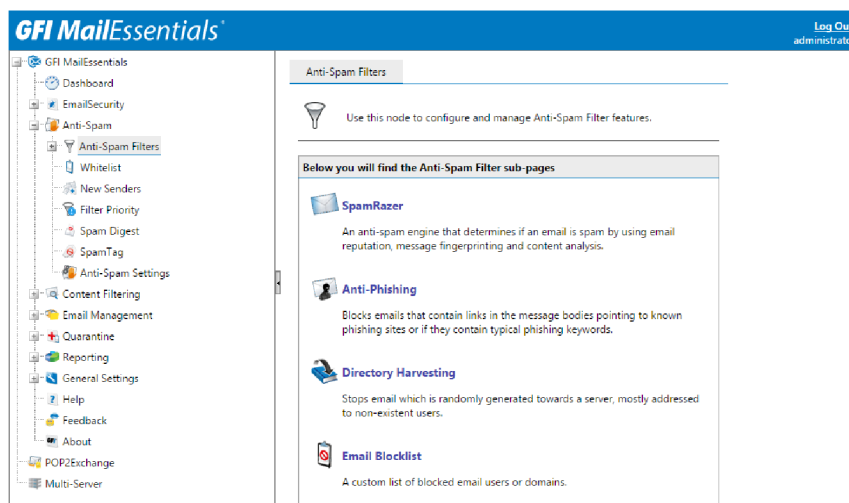 GFI MailEssentials
Log Ou
administrato
GFI MailEssentials
Dashboard
EmailSecurity
Anti-Spam
Anti-Spam Filters
Whitelist
New Senders
Filter Priority
Spam Digest
SpamTag
Anti-Spam Settings
Content Filtering
Email Management
Quarantine
Reporting
General Settings
Help
Feedback
About
POP2Exchange
Multi-Server
Anti-Spam Filters
Use this node to configure and manage Anti-Spam Filter features.
Below you will find the Anti-Spam Filter sub-pages
SpamRazer
An anti-spam engine that determines if an email is spam by using email
reputation, message fingerprinting and content analysis.
Anti-Phishing
Blocks emails that contain links in the message bodies pointing to known
phishing sites or if they contain typical phishing keywords.
Directory Harvesting
Stops email which is randomly generated towards a server, mostly addressed
to non-existent users.
Email Blocklist
A custom list of blocked email users or domains.